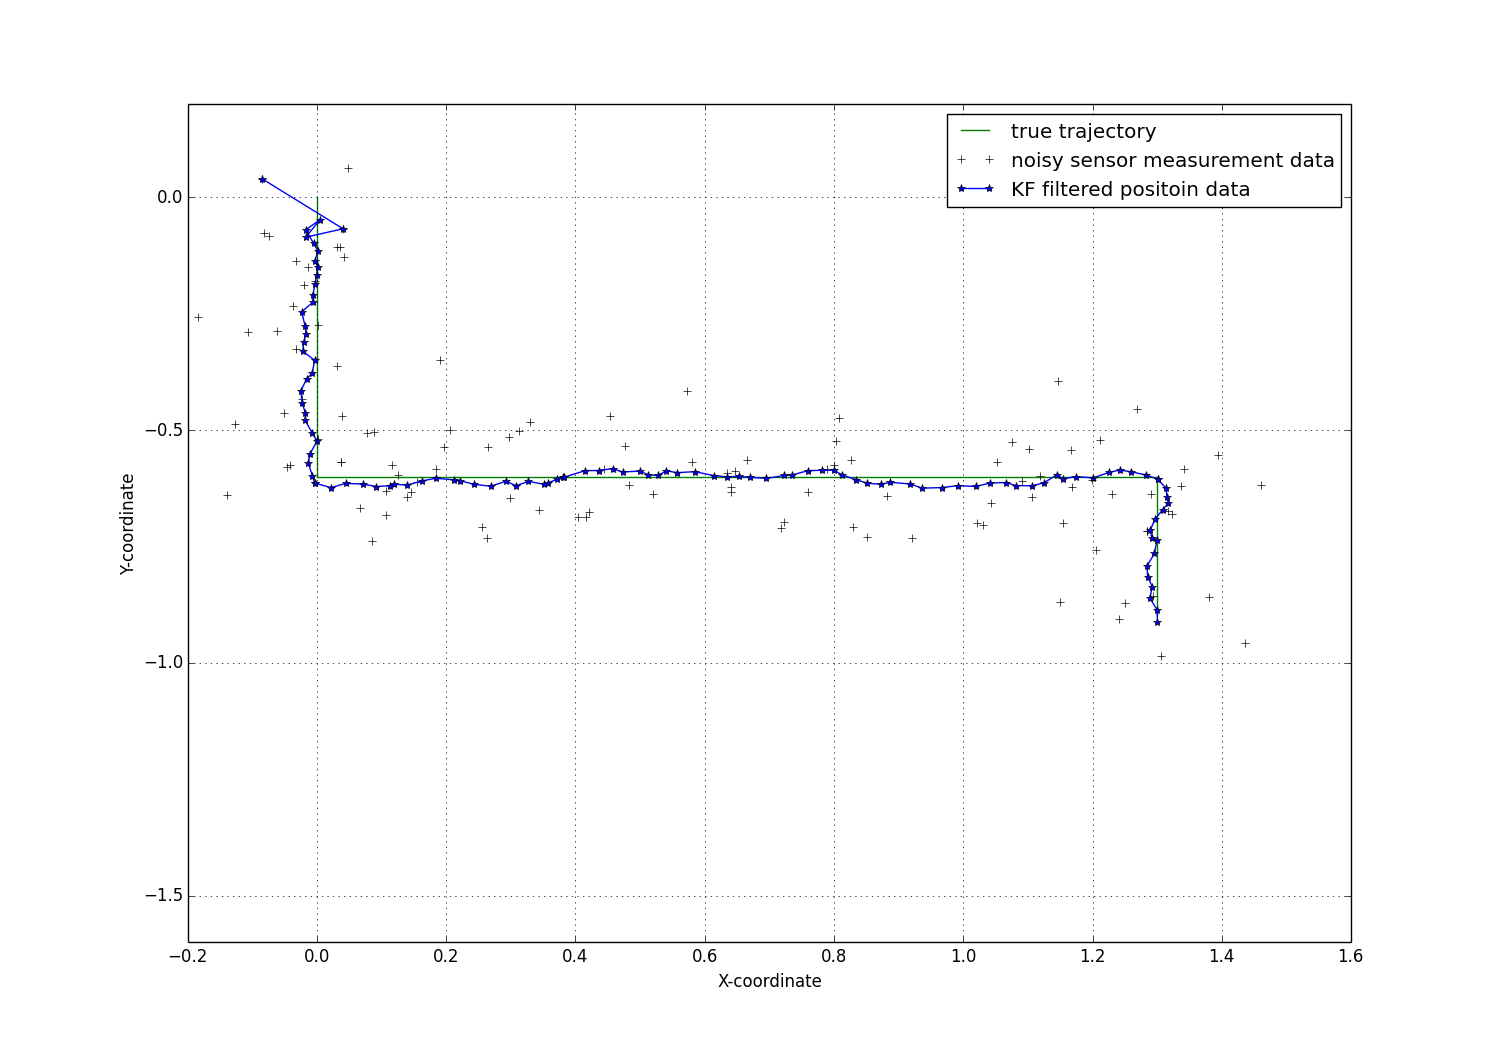 true trajectory
noisy sensor measurement data
KF filtered positoin data
0.0
−0.5
−1.0
−1.5
Y-coordinate
−0.2 0.0 0.2 0.4 0.6 0.8 1.0 1.2 1.4 1.6
X-coordinate